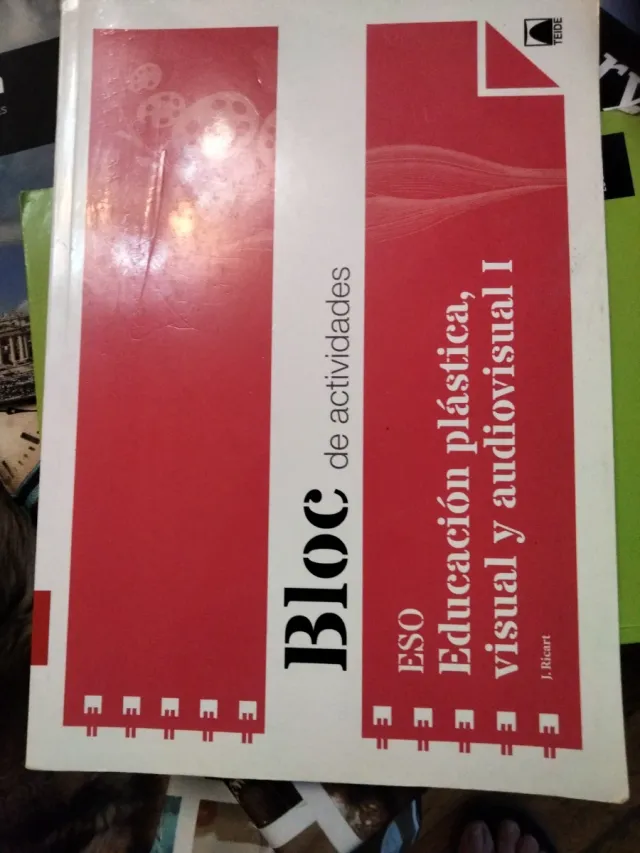 Bloc de actividades
ESO
Educación plástica,
visual y audiovisual I
J. Ricart
TEIDE